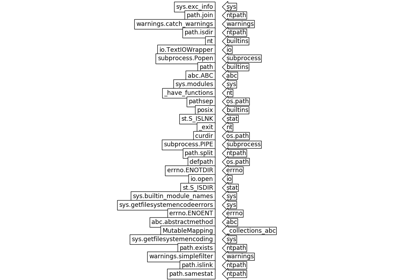 sys.exc_info sys
path.join ntpath
warnings.catch_warnings warnings
path.isdir ntpath
nt builtins
io.TextIOWrapper io
subprocess.Popen subprocess
path builtins
abc.ABC abc
sys.modules sys
_have_functions nt
pathsep os.path
posix builtins
st.S_ISLNK stat
_exit nt
curdir os.path
subprocess.PIPE subprocess
path.split ntpath
defpath os.path
errno.ENOTDIR errno
io.open io
st.S_ISDIR stat
sys.builtin_module_names sys
sys.getfilesystemencodeerrors sys
errno.ENOENT errno
abc.abstractmethod abc
MutableMapping _collections_abc
sys.getfilesystemencoding sys
path.exists ntpath
warnings.simplefilter warnings
path.islink ntpath
path.samestat ntpath